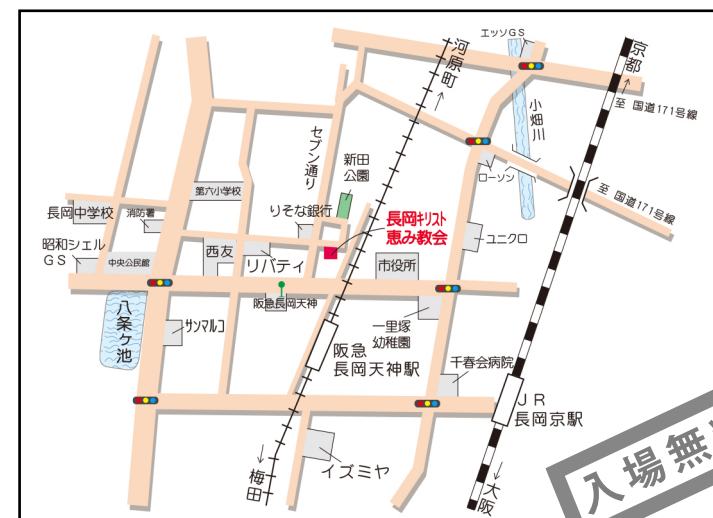 エッソGS
京都
河原町
至 国道171号線
小畑川
セブン通り
新田
公園
ローソン
至 国道171号線
第六小学校
長岡中学校
消防署
りそな銀行
長岡キリスト
恵み教会
ユニクロ
昭和シェル
GS
中央公民館
西友
リバティ
市役所
八条ヶ池
阪急長岡天神
サンマルコ
一里塚
幼稚園
阪急
長岡天神駅
千春会病院
JR
長岡京駅
イズミヤ
梅田
大阪
入場無